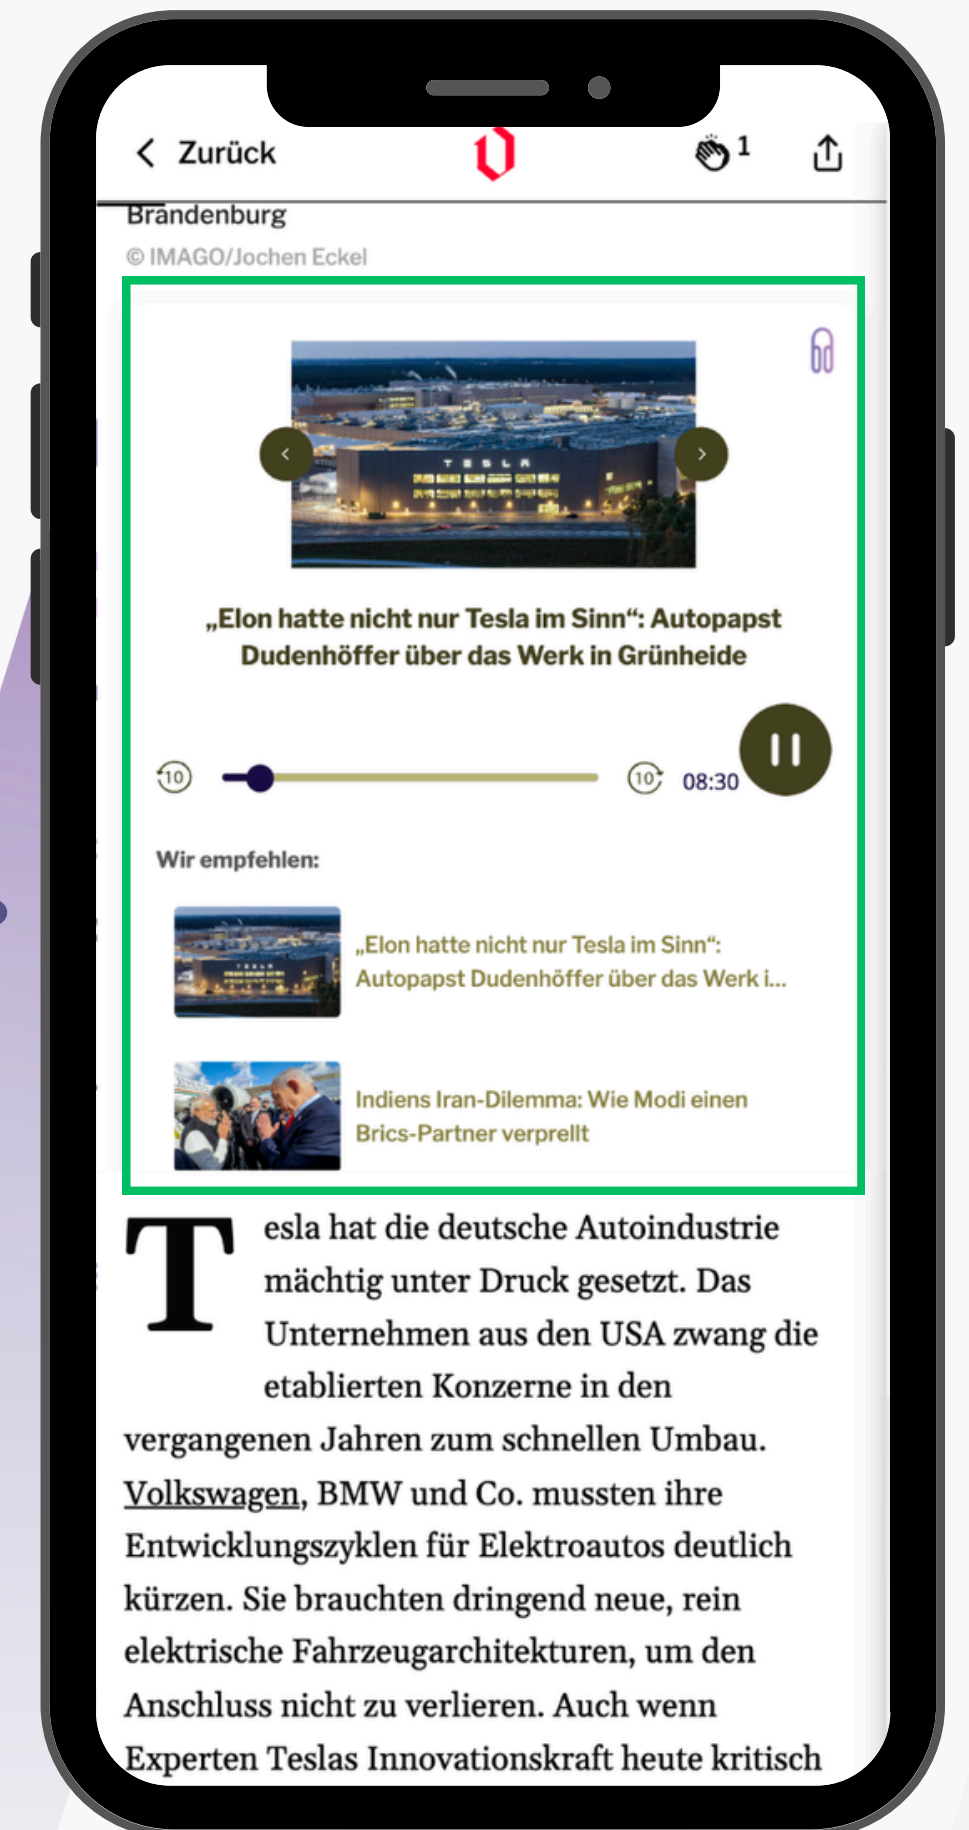 Zurück
1
Brandenburg
© IMAGO/Jochen Eckel
TESLA
„Elon hatte nicht nur Tesla im Sinn“: Autopapst
Dudenhöffer über das Werk in Grünheide
10
10
08:30
Wir empfehlen:
„Elon hatte nicht nur Tesla im Sinn“:
Autopapst Dudenhöffer über das Werk i...
Indiens Iran-Dilemma: Wie Modi einen
Brics-Partner verprellt
Tesla hat die deutsche Autoindustrie
mächtig unter Druck gesetzt. Das
Unternehmen aus den USA zwang die
etablierten Konzerne in den
vergangenen Jahren zum schnellen Umbau.
Volkswagen, BMW und Co. mussten ihre
Entwicklungszyklen für Elektroautos deutlich
kürzen. Sie brauchten dringend neue, rein
elektrische Fahrzeugarchitekturen, um den
Anschluss nicht zu verlieren. Auch wenn
Experten Teslas Innovationskraft heute kritisch